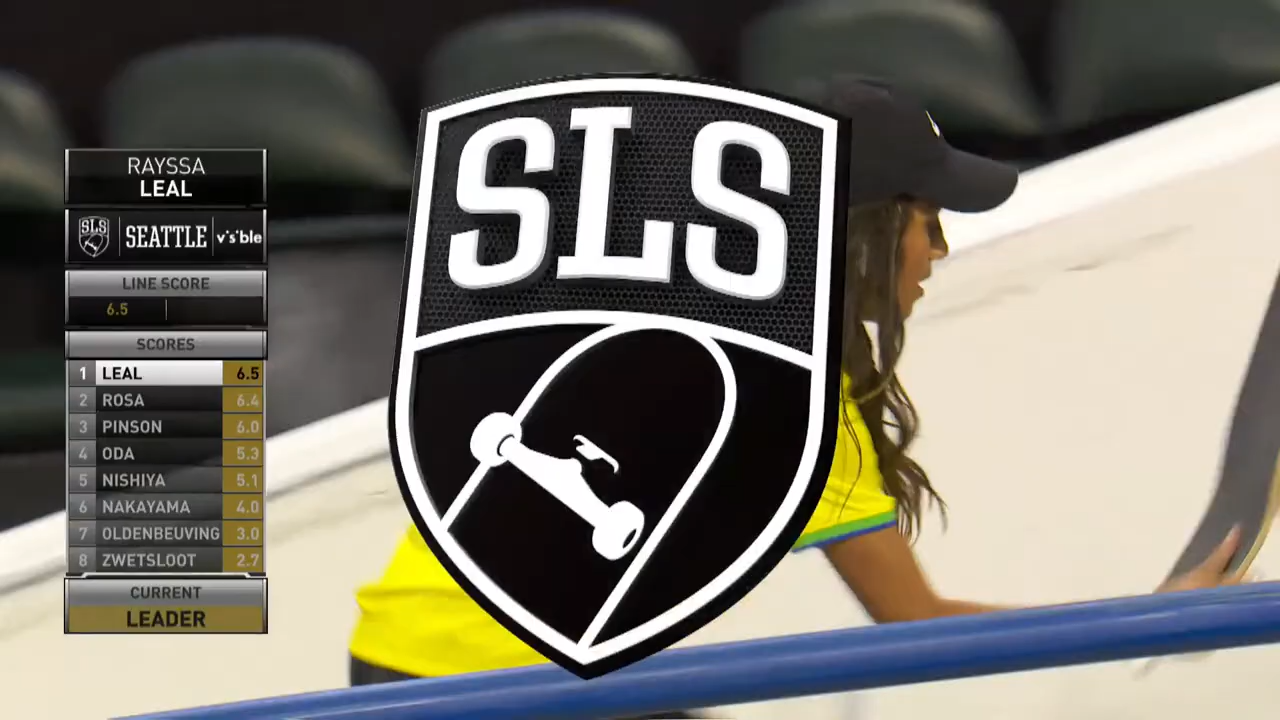 RAYSSA
LEAL
SLS SEATTLE visible
LINE SCORE
6.5
SCORES
1 LEAL 6.5
2 ROSA 6.4
3 PINSON 6.0
4 ODA 5.3
5 NISHIYA 5.1
6 NAKAYAMA 4.0
7 OLDENBEUVING 3.0
8 ZWETSLOOT 2.7
CURRENT
LEADER
SLS